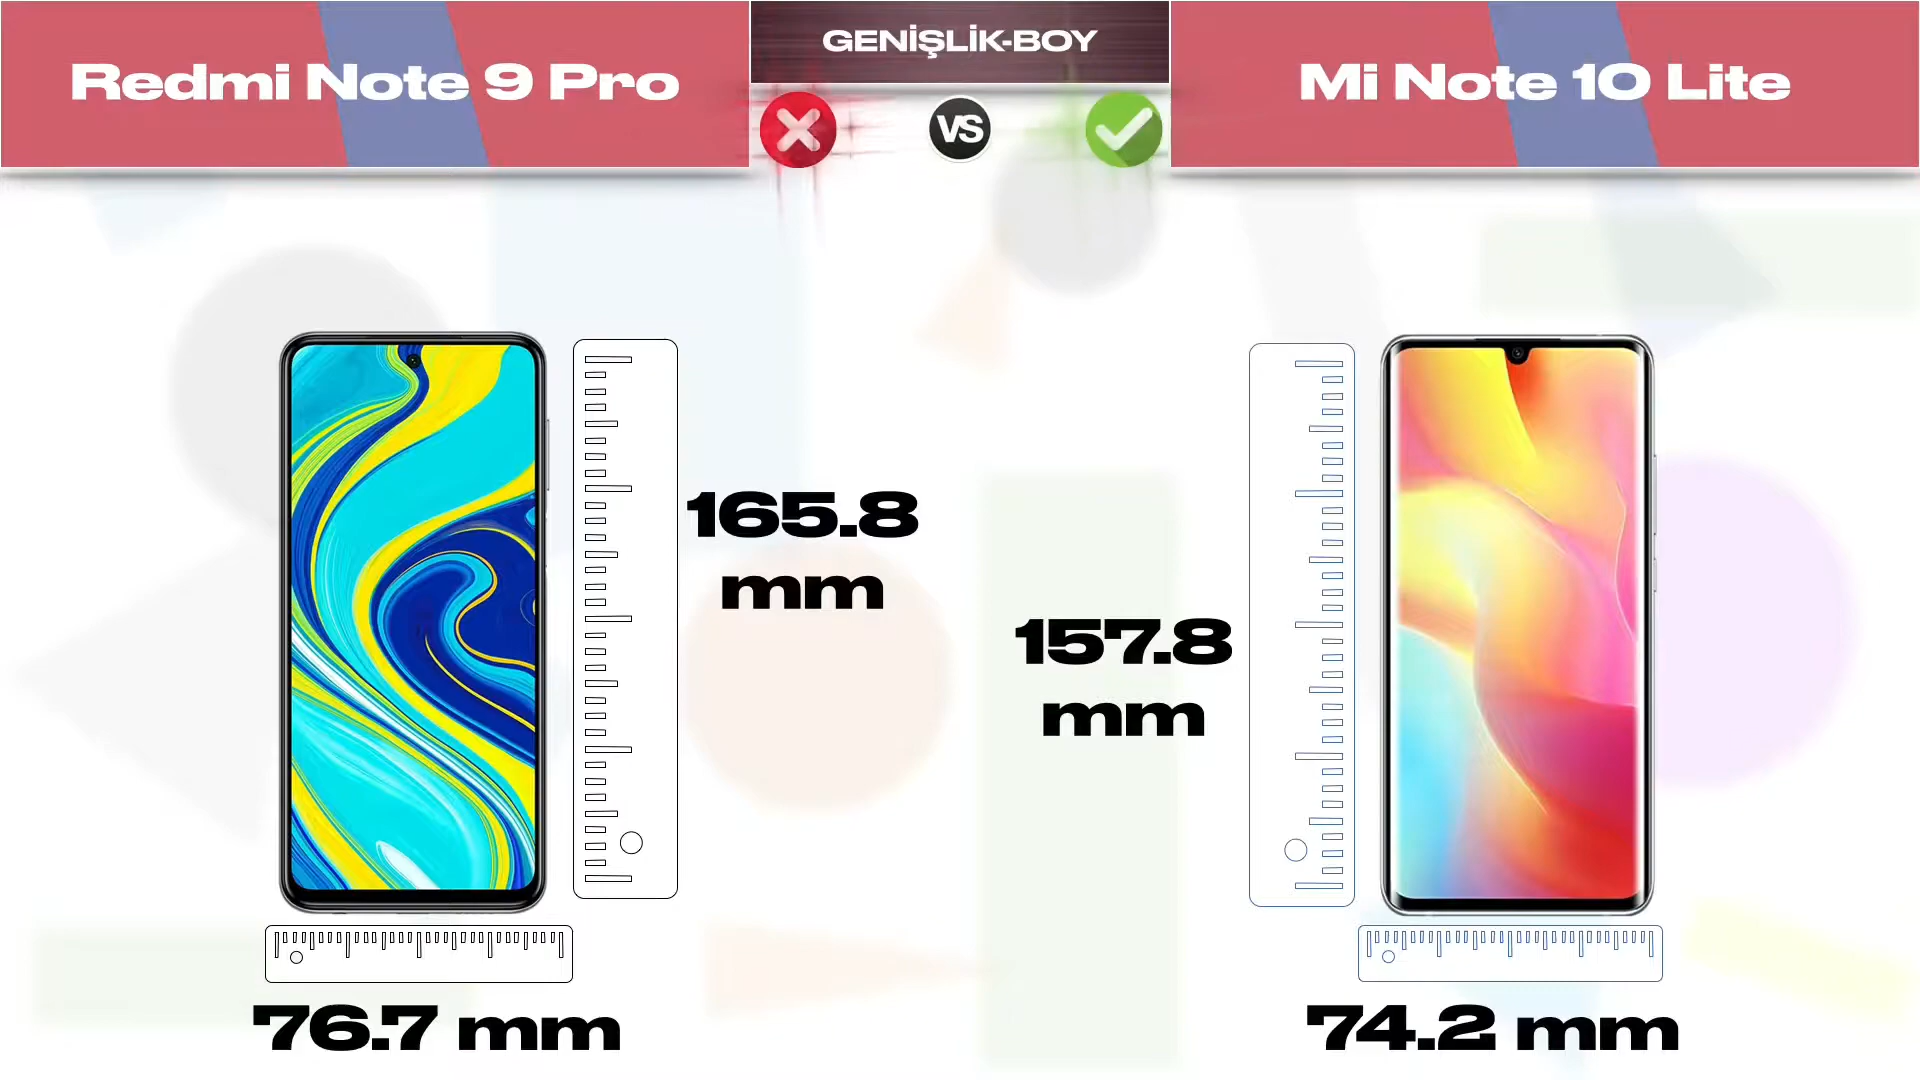 Redmi Note 9 Pro
GENİŞLİK-BOY
VS
Mi Note 10 Lite
165.8
mm
157.8
mm
76.7 mm
74.2 mm